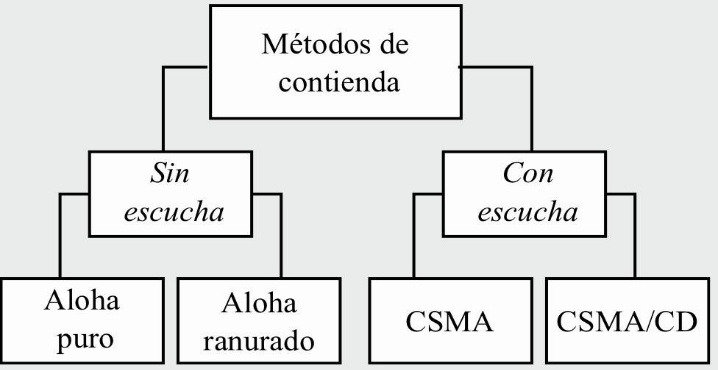 Métodos de
contienda
Sin
escucha
Con
escucha
Aloha
puro
Aloha
ranurado
CSMA
CSMA/CD